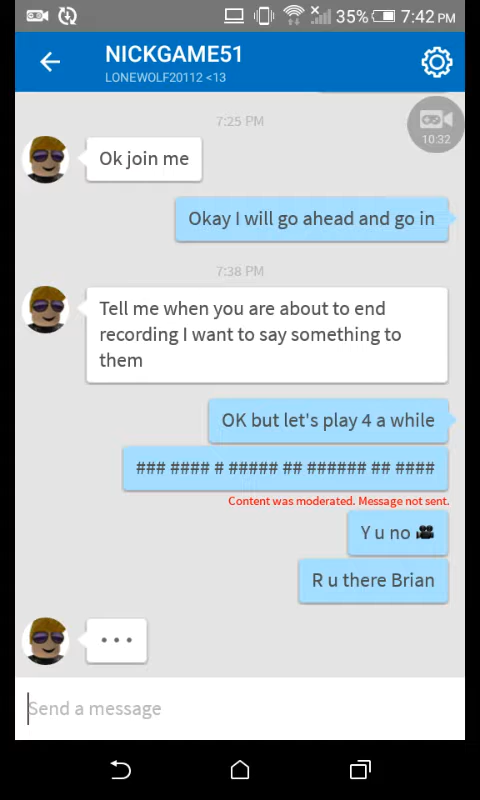 35% 7:42 PM
NICKGAME51
LONEWOLF20112 <13
7:25 PM
10:32
Ok join me
Okay I will go ahead and go in
7:38 PM
Tell me when you are about to end
recording I want to say something to
them
OK but let's play 4 a while
### #### # ##### ## ###### ## ####
Content was moderated. Message not sent.
Y u no 🎥
R u there Brian
• • •
Send a message